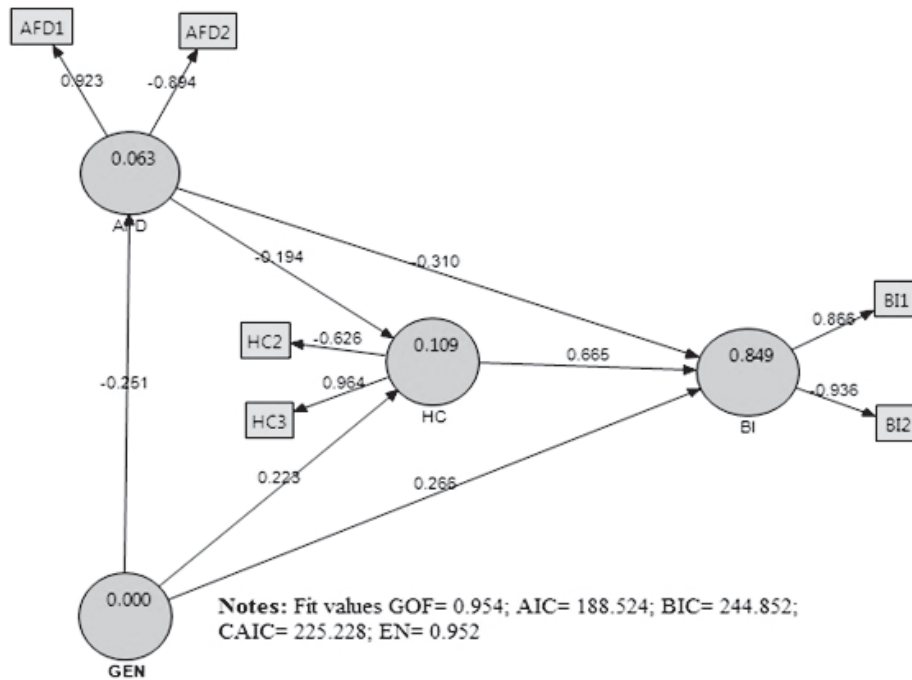 AFD1
AFD2
0.923
-0.894
0.063
AFD
-0.194
-0.310
BI1
HC2
-0.626
0.109
0.665
0.849
0.866
-0.251
0.964
-0.936
HC3
HC
BI
BI2
0.223
0.266
0.000
Notes: Fit values GOF= 0.954; AIC= 188.524; BIC= 244.852;
CAIC= 225.228; EN= 0.952
GEN